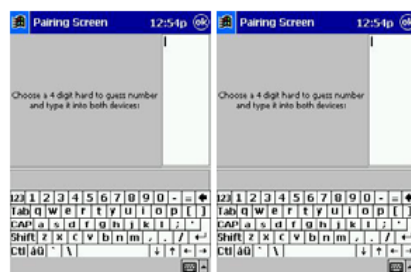 Pairing Screen 12:54p ok
Choose a 4 digit hard to guess number
and type it into both devices:
123 1 2 3 4 5 6 7 8 9 0 - =
Tab q w e r t y u i o p [ ]
CAP a s d f g h j k l ; '
Shift z x c v b n m , . /
Ctl áü ` \
Pairing Screen 12:54p ok
Choose a 4 digit hard to guess number
and type it into both devices:
123 1 2 3 4 5 6 7 8 9 0 - =
Tab q w e r t y u i o p [ ]
CAP a s d f g h j k l ; '
Shift z x c v b n m , . /
Ctl áü ` \